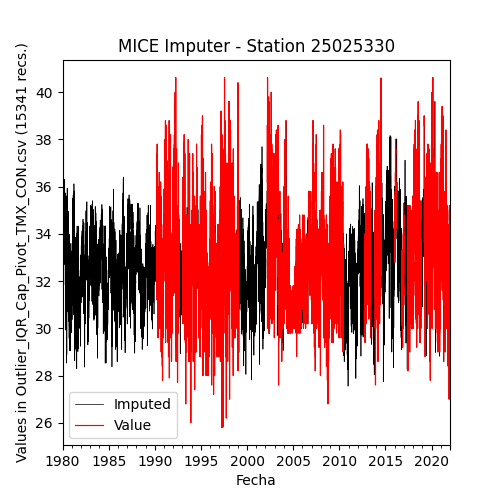 MICE Imputer - Station 25025330
Values in Outlier_IQR_Cap_Pivot_TMX_CON.csv (15341 recs.)
40
38
36
34
32
30
28
26
Imputed
Value
1980 1985 1990 1995 2000 2005 2010 2015 2020
Fecha